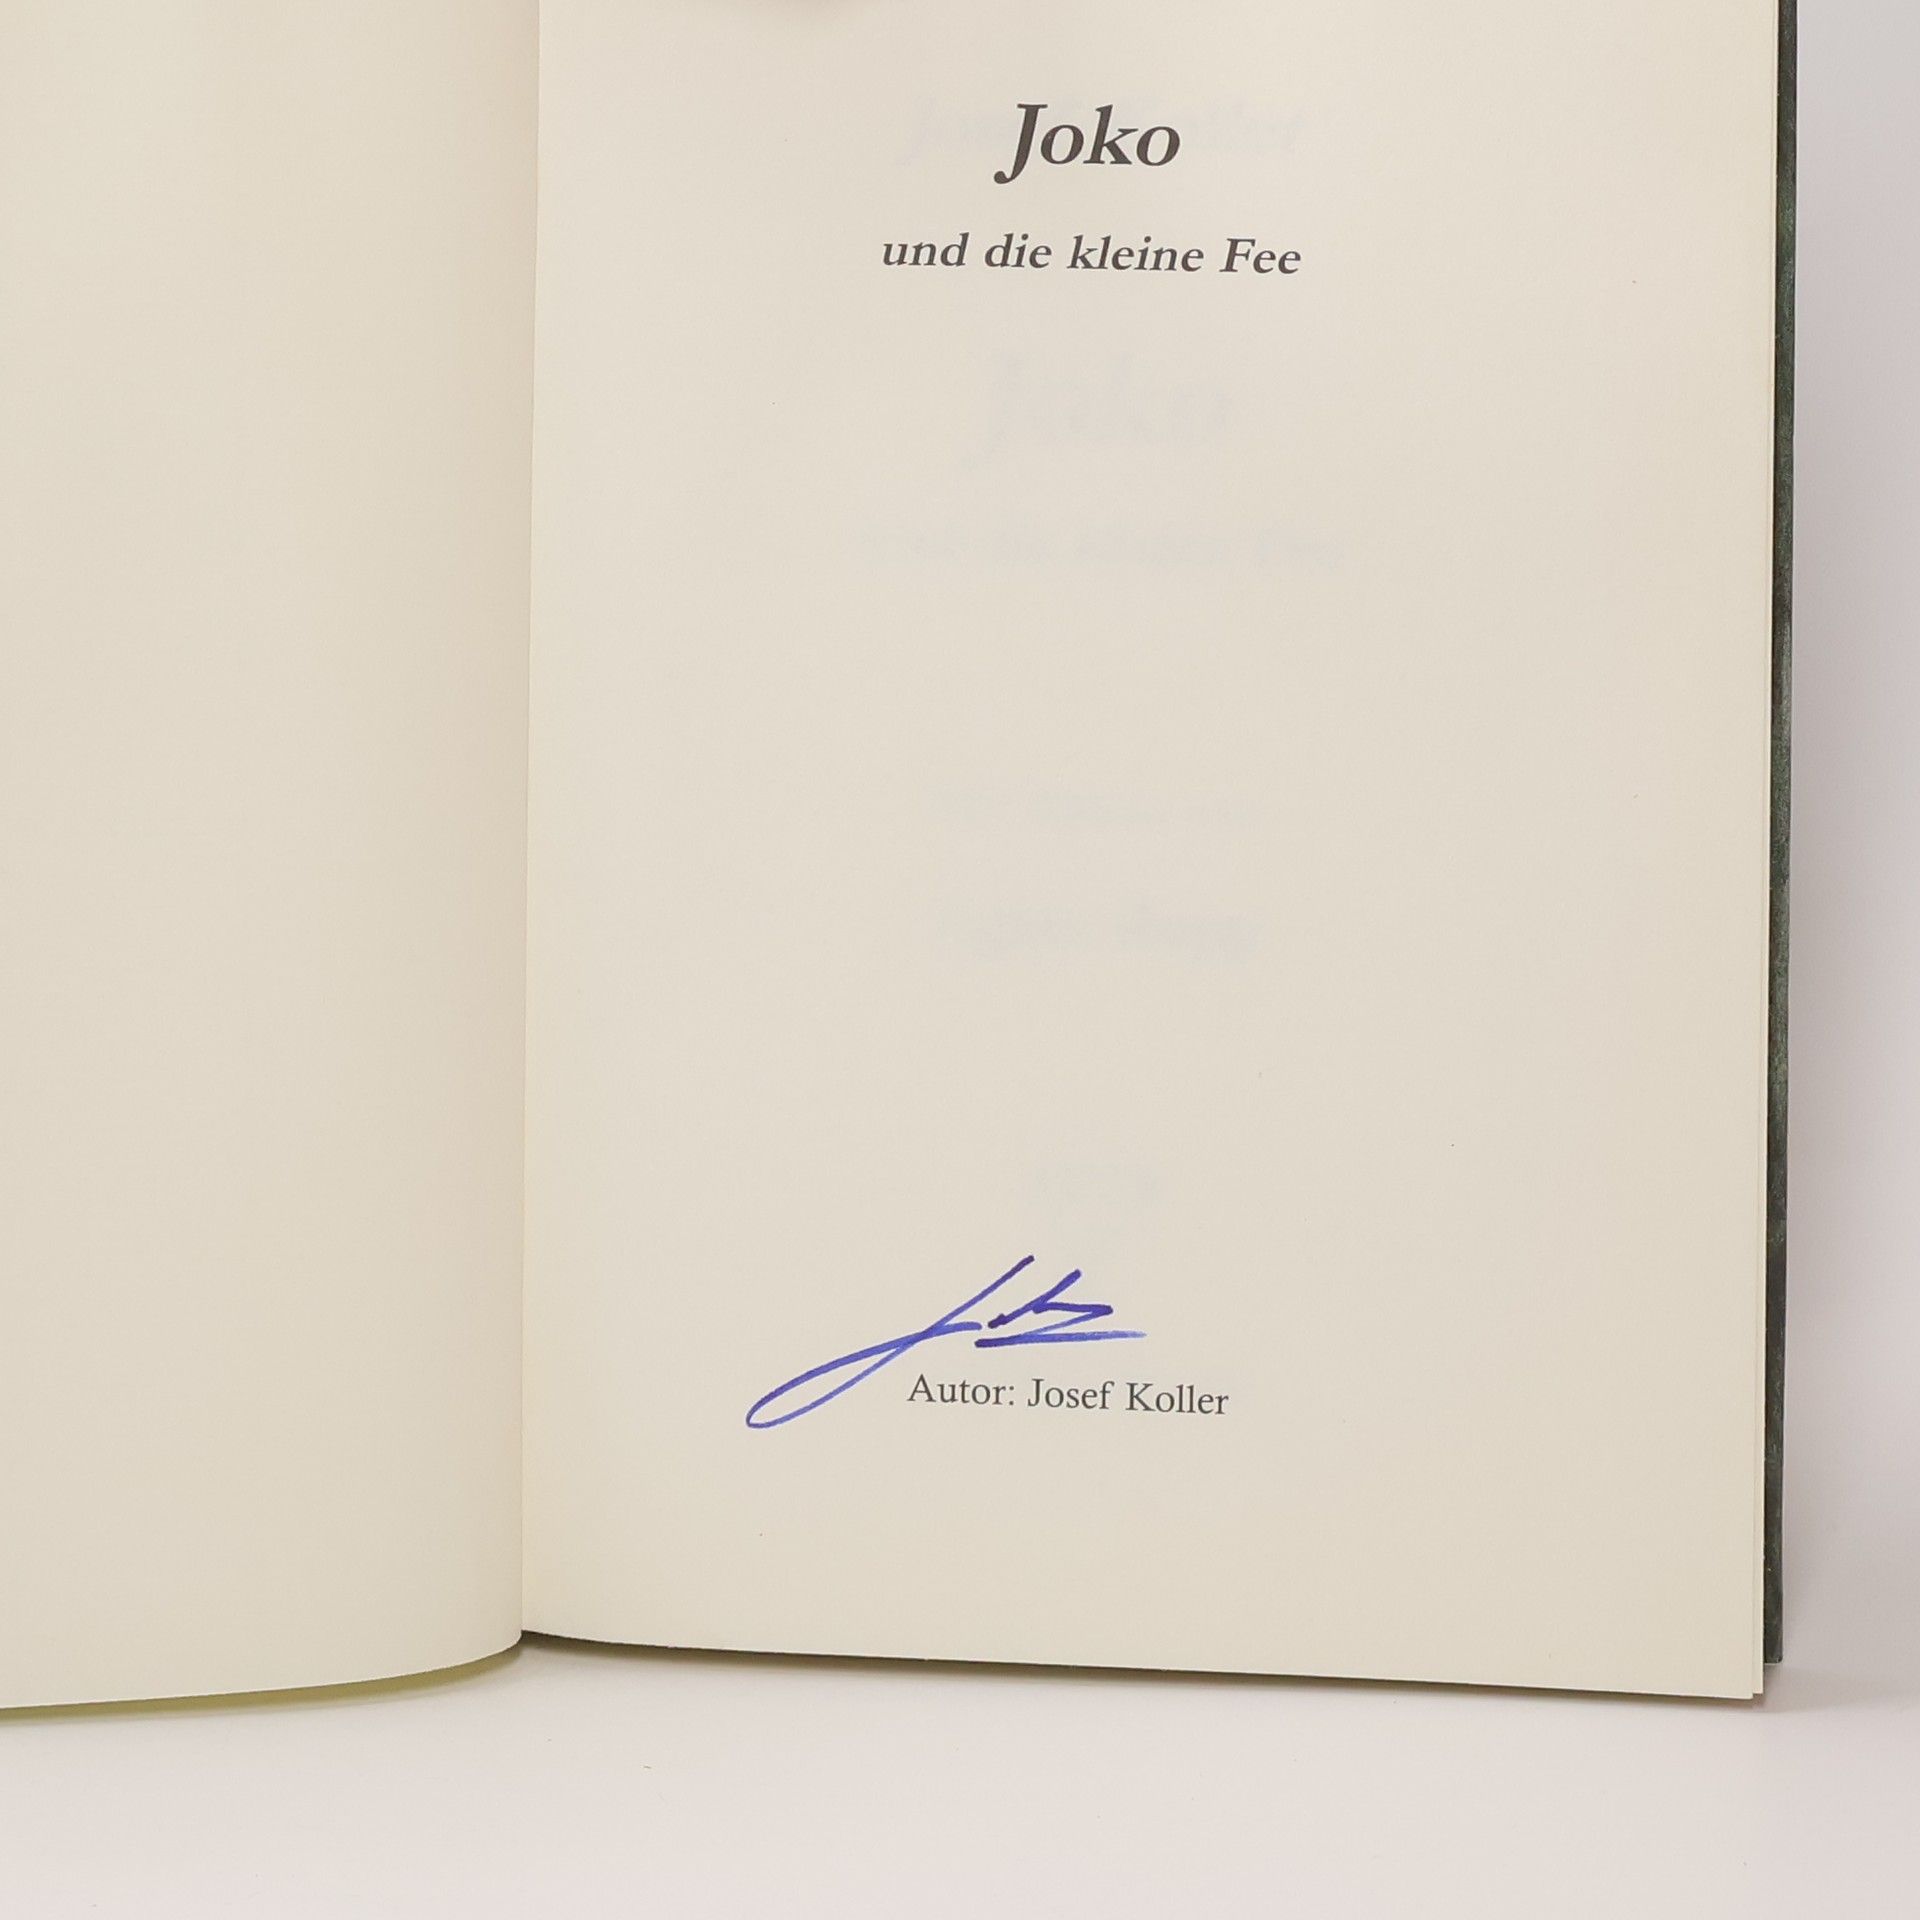 Joko
und die kleine Fee
Autor: Josef Koller